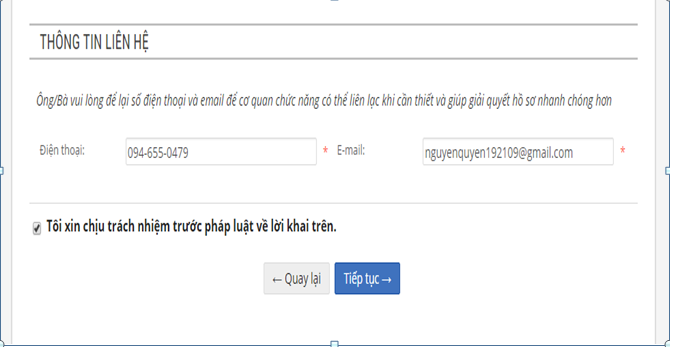 THÔNG TIN LIÊN HỆ
Ông/Bà vui lòng để lại số điện thoại và email để cơ quan chức năng có thể liên lạc khi cần thiết và giúp giải quyết hồ sơ nhanh chóng hơn
Điện thoại: 094-655-0479 * E-mail: nguyenquyen192109@gmail.com *
Tôi xin chịu trách nhiệm trước pháp luật về lời khai trên.
← Quay lại Tiếp tục →